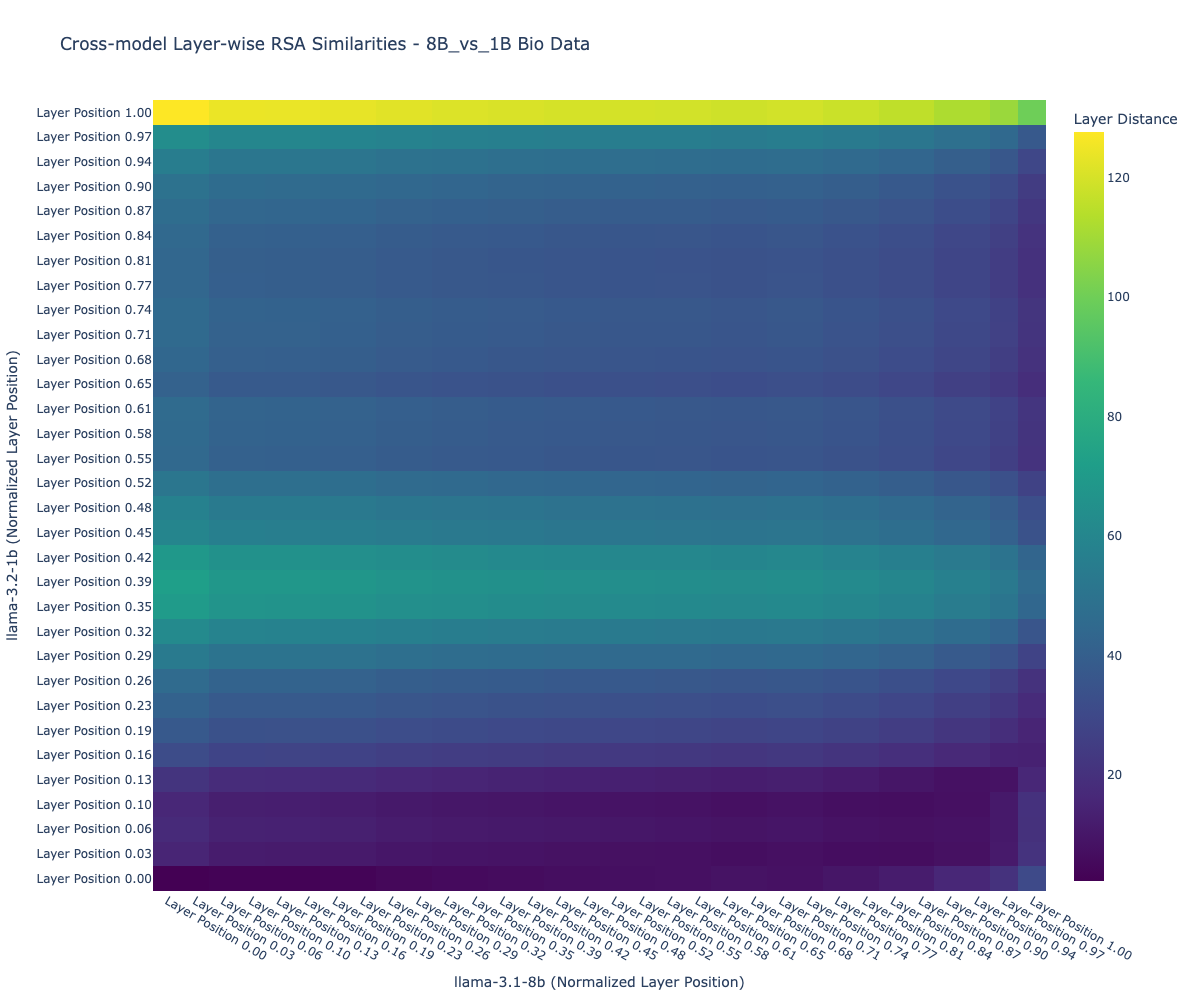 Cross-model Layer-wise RSA Similarities - 8B_vs_1B Bio Data
Layer Distance
120
100
80
60
40
20
llama-3.2-1b (Normalized Layer Position)
Layer Position 1.00
Layer Position 0.97
Layer Position 0.94
Layer Position 0.90
Layer Position 0.87
Layer Position 0.84
Layer Position 0.81
Layer Position 0.77
Layer Position 0.74
Layer Position 0.71
Layer Position 0.68
Layer Position 0.65
Layer Position 0.61
Layer Position 0.58
Layer Position 0.55
Layer Position 0.52
Layer Position 0.48
Layer Position 0.45
Layer Position 0.42
Layer Position 0.39
Layer Position 0.35
Layer Position 0.32
Layer Position 0.29
Layer Position 0.26
Layer Position 0.23
Layer Position 0.19
Layer Position 0.16
Layer Position 0.13
Layer Position 0.10
Layer Position 0.06
Layer Position 0.03
Layer Position 0.00
Layer Position 0.00
Layer Position 0.03
Layer Position 0.06
Layer Position 0.10
Layer Position 0.13
Layer Position 0.16
Layer Position 0.19
Layer Position 0.23
Layer Position 0.26
Layer Position 0.29
Layer Position 0.32
Layer Position 0.35
Layer Position 0.39
Layer Position 0.42
Layer Position 0.45
Layer Position 0.48
Layer Position 0.52
Layer Position 0.55
Layer Position 0.58
Layer Position 0.61
Layer Position 0.65
Layer Position 0.68
Layer Position 0.71
Layer Position 0.74
Layer Position 0.77
Layer Position 0.81
Layer Position 0.84
Layer Position 0.87
Layer Position 0.90
Layer Position 0.94
Layer Position 0.97
Layer Position 1.00
llama-3.1-8b (Normalized Layer Position)